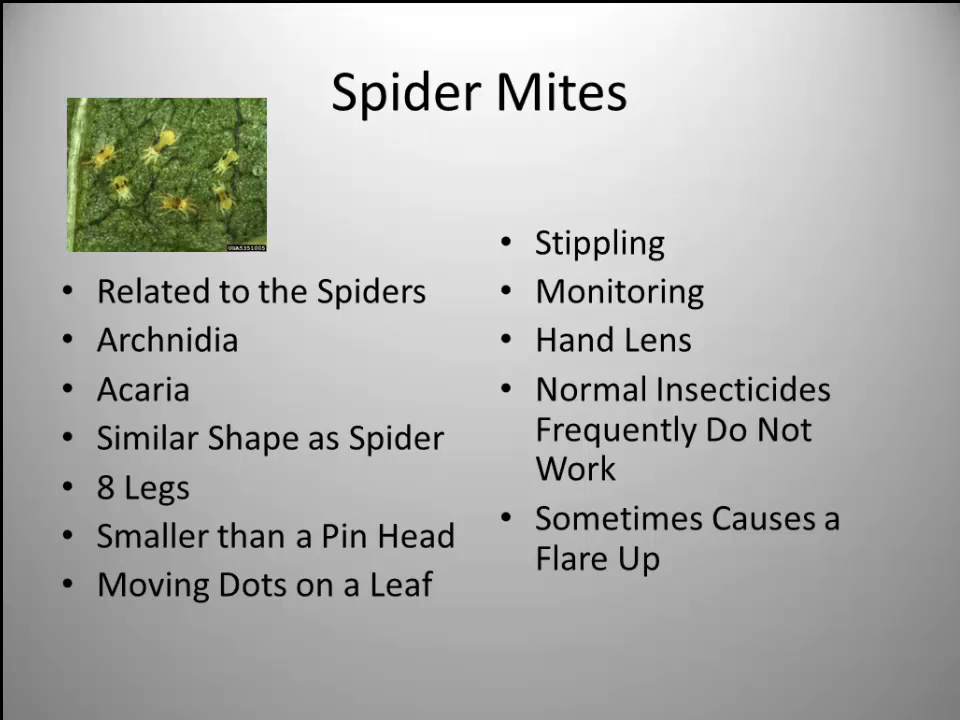 Spider Mites
UGA5351005
• Related to the Spiders
• Archnidia
• Acaria
• Similar Shape as Spider
• 8 Legs
• Smaller than a Pin Head
• Moving Dots on a Leaf
• Stippling
• Monitoring
• Hand Lens
• Normal Insecticides
Frequently Do Not
Work
• Sometimes Causes a
Flare Up